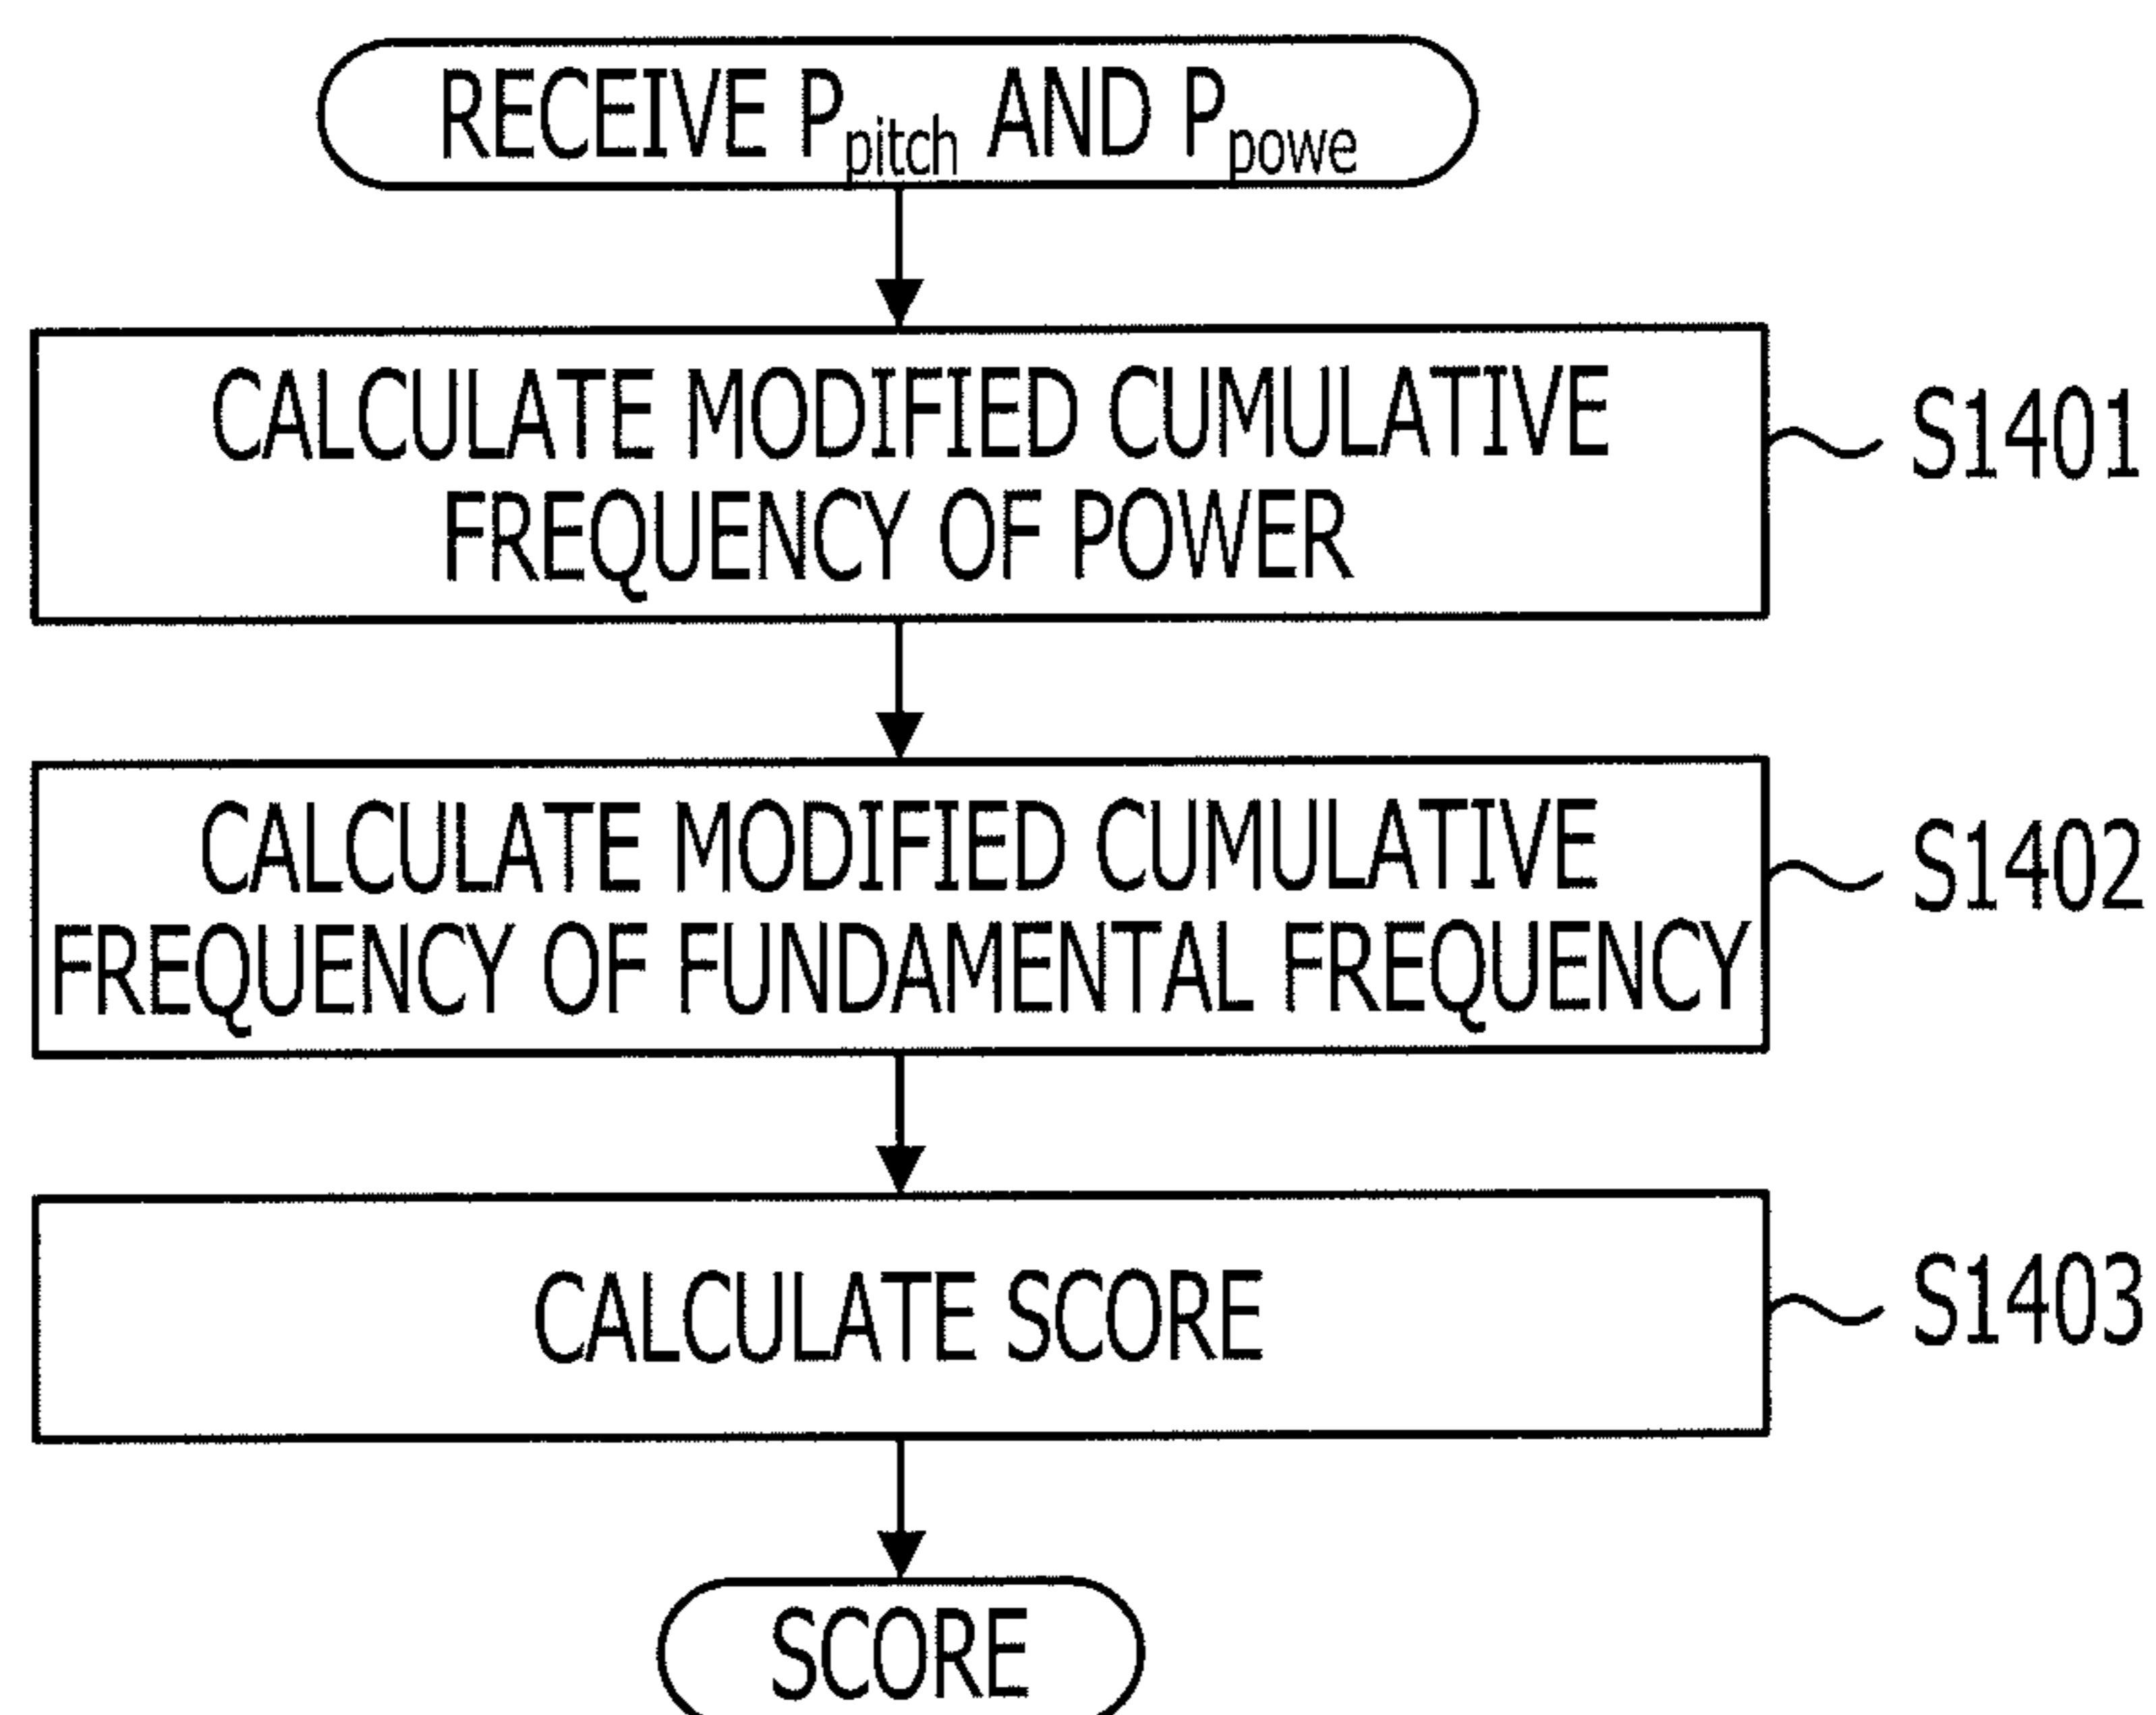 RECEIVE Ppitch AND Ppowe
CALCULATE MODIFIED CUMULATIVE
FREQUENCY OF POWER
S1401
CALCULATE MODIFIED CUMULATIVE
FREQUENCY OF FUNDAMENTAL FREQUENCY
S1402
CALCULATE SCORE
S1403
SCORE